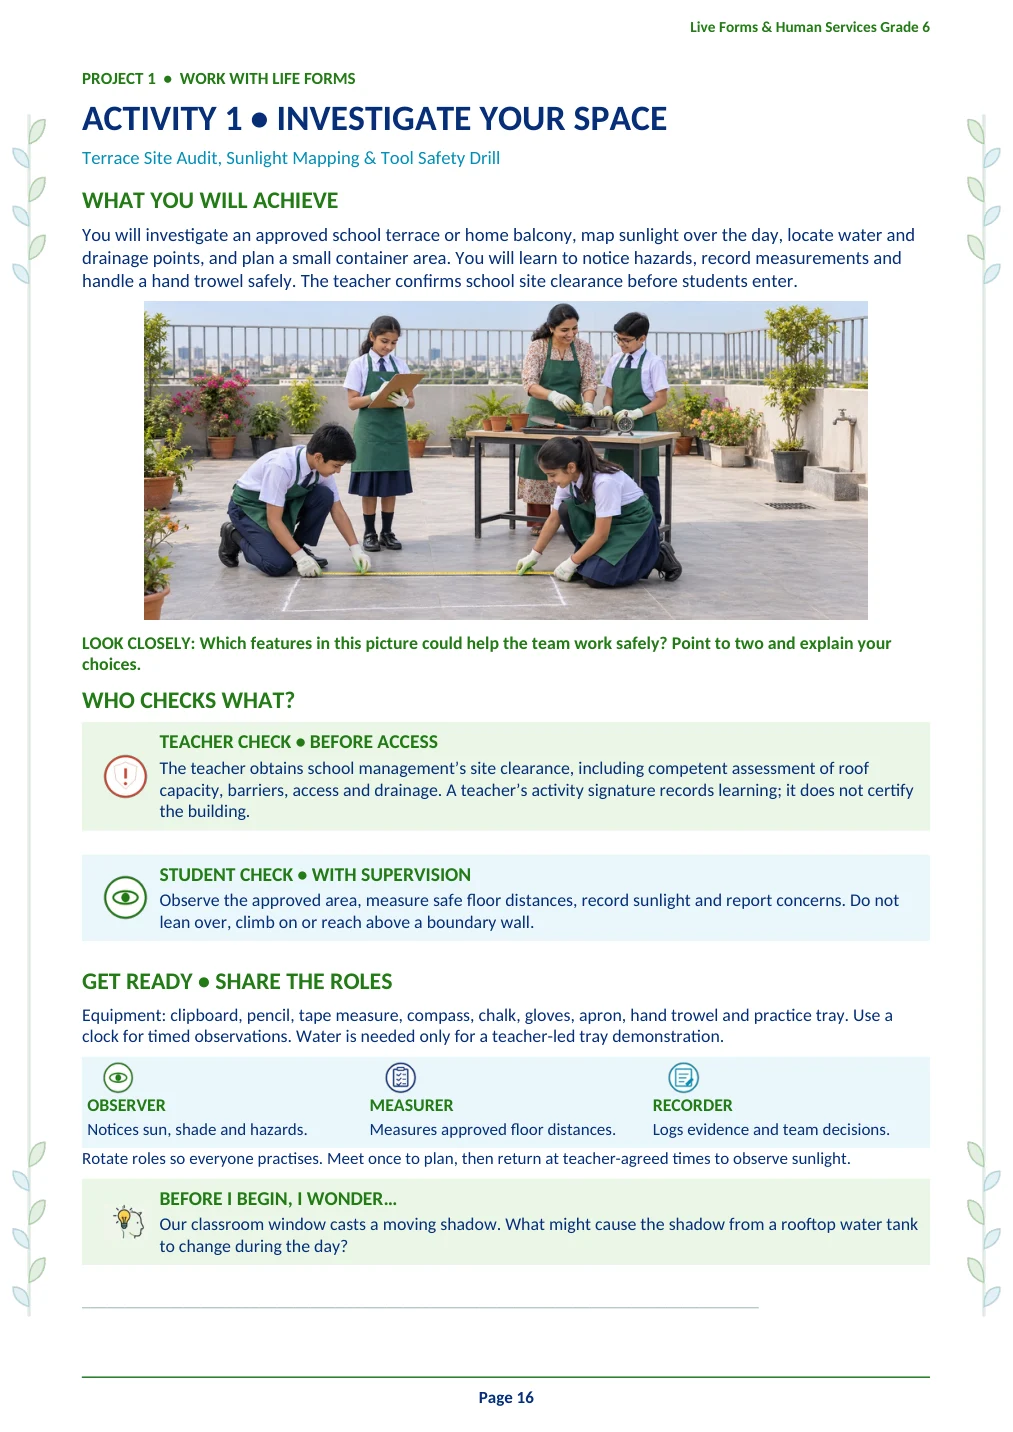 Live Forms & Human Services Grade 6
PROJECT 1 ● WORK WITH LIFE FORMS
ACTIVITY 1 ● INVESTIGATE YOUR SPACE
Terrace Site Audit, Sunlight Mapping & Tool Safety Drill
WHAT YOU WILL ACHIEVE
You will investigate an approved school terrace or home balcony, map sunlight over the day, locate water and
drainage points, and plan a small container area. You will learn to notice hazards, record measurements and
handle a hand trowel safely. The teacher confirms school site clearance before students enter.
LOOK CLOSELY: Which features in this picture could help the team work safely? Point to two and explain your
choices.
WHO CHECKS WHAT?
TEACHER CHECK ● BEFORE ACCESS
The teacher obtains school management’s site clearance, including competent assessment of roof
capacity, barriers, access and drainage. A teacher’s activity signature records learning; it does not certify
the building.
STUDENT CHECK ● WITH SUPERVISION
Observe the approved area, measure safe floor distances, record sunlight and report concerns. Do not
lean over, climb on or reach above a boundary wall.
GET READY ● SHARE THE ROLES
Equipment: clipboard, pencil, tape measure, compass, chalk, gloves, apron, hand trowel and practice tray. Use a
clock for timed observations. Water is needed only for a teacher-led tray demonstration.
OBSERVER
Notices sun, shade and hazards.
MEASURER
Measures approved floor distances.
RECORDER
Logs evidence and team decisions.
Rotate roles so everyone practises. Meet once to plan, then return at teacher-agreed times to observe sunlight.
BEFORE I BEGIN, I WONDER…
Our classroom window casts a moving shadow. What might cause the shadow from a rooftop water tank
to change during the day?
Page 16